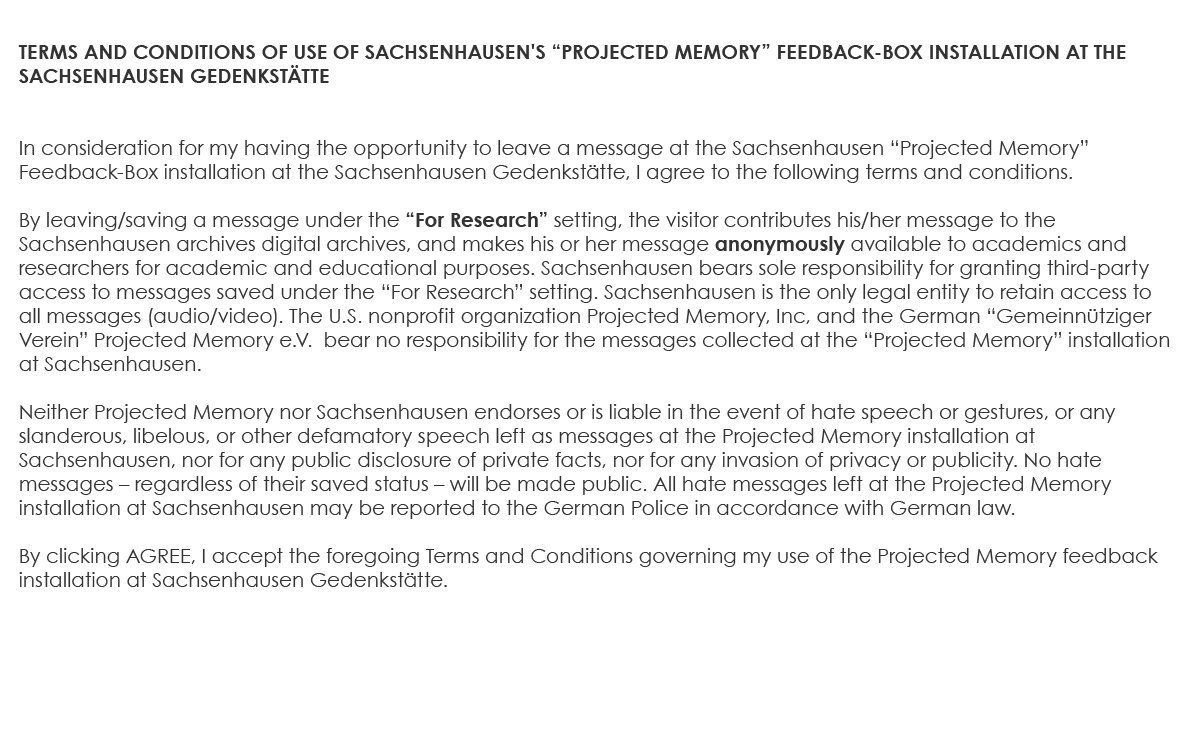 TERMS AND CONDITIONS OF USE OF SACHSENHAUSEN'S “PROJECTED MEMORY” FEEDBACK-BOX INSTALLATION AT THE
SACHSENHAUSEN GEDENKSTÄTTE
In consideration for my having the opportunity to leave a message at the Sachsenhausen “Projected Memory”
Feedback-Box installation at the Sachsenhausen Gedenkstätte, I agree to the following terms and conditions.
By leaving/saving a message under the “For Research” setting, the visitor contributes his/her message to the
Sachsenhausen archives digital archives, and makes his or her message anonymously available to academics and
researchers for academic and educational purposes. Sachsenhausen bears sole responsibility for granting third-party
access to messages saved under the “For Research” setting. Sachsenhausen is the only legal entity to retain access to
all messages (audio/video). The U.S. nonprofit organization Projected Memory, Inc, and the German “Gemeinnütziger
Verein” Projected Memory e.V.  bear no responsibility for the messages collected at the “Projected Memory” installation
at Sachsenhausen.
Neither Projected Memory nor Sachsenhausen endorses or is liable in the event of hate speech or gestures, or any
slanderous, libelous, or other defamatory speech left as messages at the Projected Memory installation at
Sachsenhausen, nor for any public disclosure of private facts, nor for any invasion of privacy or publicity. No hate
messages – regardless of their saved status – will be made public. All hate messages left at the Projected Memory
installation at Sachsenhausen may be reported to the German Police in accordance with German law.
By clicking AGREE, I accept the foregoing Terms and Conditions governing my use of the Projected Memory feedback
installation at Sachsenhausen Gedenkstätte.